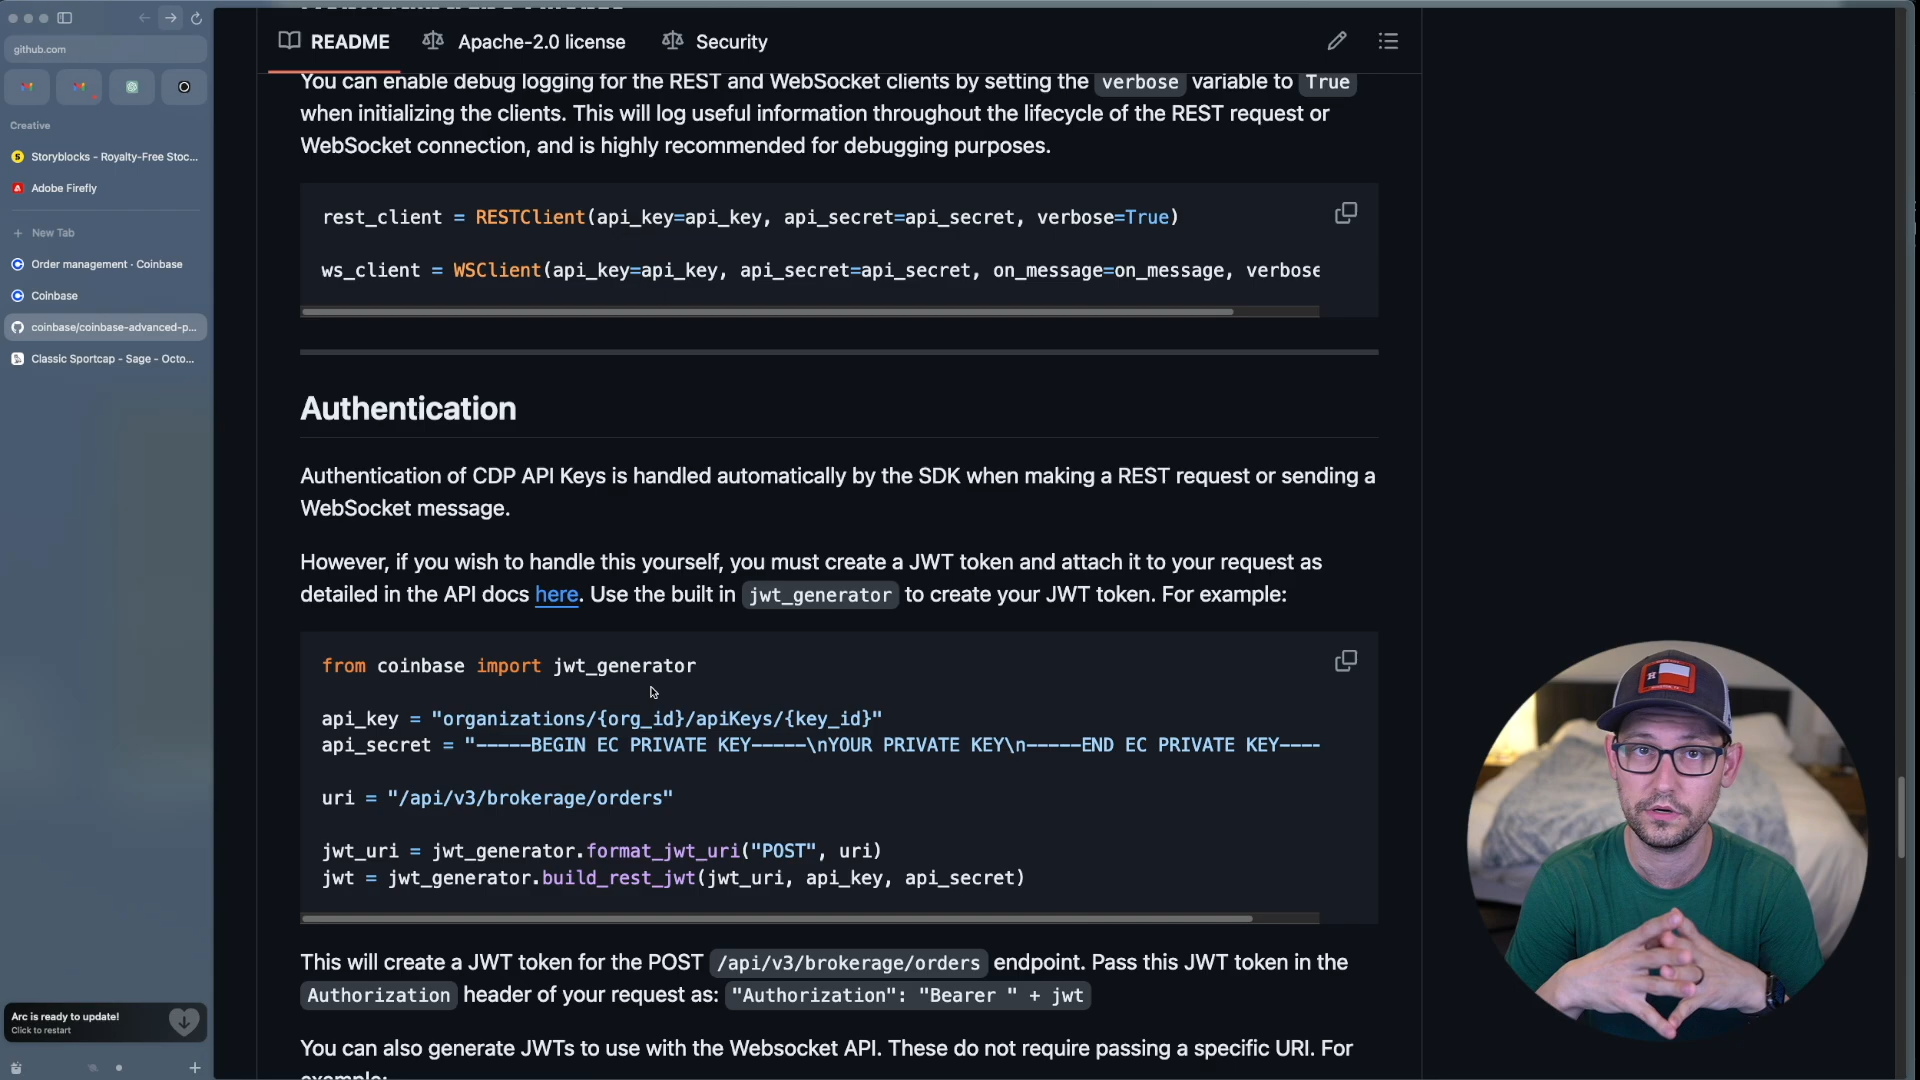 github.com
Creative
Storyblocks - Royalty-Free Stoc...
Adobe Firefly
+ New Tab
Order management · Coinbase
Coinbase
coinbase/coinbase-advanced-p...
Classic Sportcap - Sage - Octo...
Arc is ready to update!
Click to restart
README
Apache-2.0 license
Security
You can enable debug logging for the REST and WebSocket clients by setting the verbose variable to True
when initializing the clients. This will log useful information throughout the lifecycle of the REST request or
WebSocket connection, and is highly recommended for debugging purposes.
rest_client = RESTClient(api_key=api_key, api_secret=api_secret, verbose=True)
ws_client = WSClient(api_key=api_key, api_secret=api_secret, on_message=on_message, verbose
Authentication
Authentication of CDP API Keys is handled automatically by the SDK when making a REST request or sending a
WebSocket message.
However, if you wish to handle this yourself, you must create a JWT token and attach it to your request as
detailed in the API docs here. Use the built in jwt_generator to create your JWT token. For example:
from coinbase import jwt_generator
api_key = "organizations/{org_id}/apiKeys/{key_id}"
api_secret = "-----BEGIN EC PRIVATE KEY-----\nYOUR PRIVATE KEY\n-----END EC PRIVATE KEY----
uri = "/api/v3/brokerage/orders"
jwt_uri = jwt_generator.format_jwt_uri("POST", uri)
jwt = jwt_generator.build_rest_jwt(jwt_uri, api_key, api_secret)
This will create a JWT token for the POST /api/v3/brokerage/orders endpoint. Pass this JWT token in the
Authorization header of your request as: "Authorization": "Bearer " + jwt
You can also generate JWTs to use with the Websocket API. These do not require passing a specific URI. For
example: